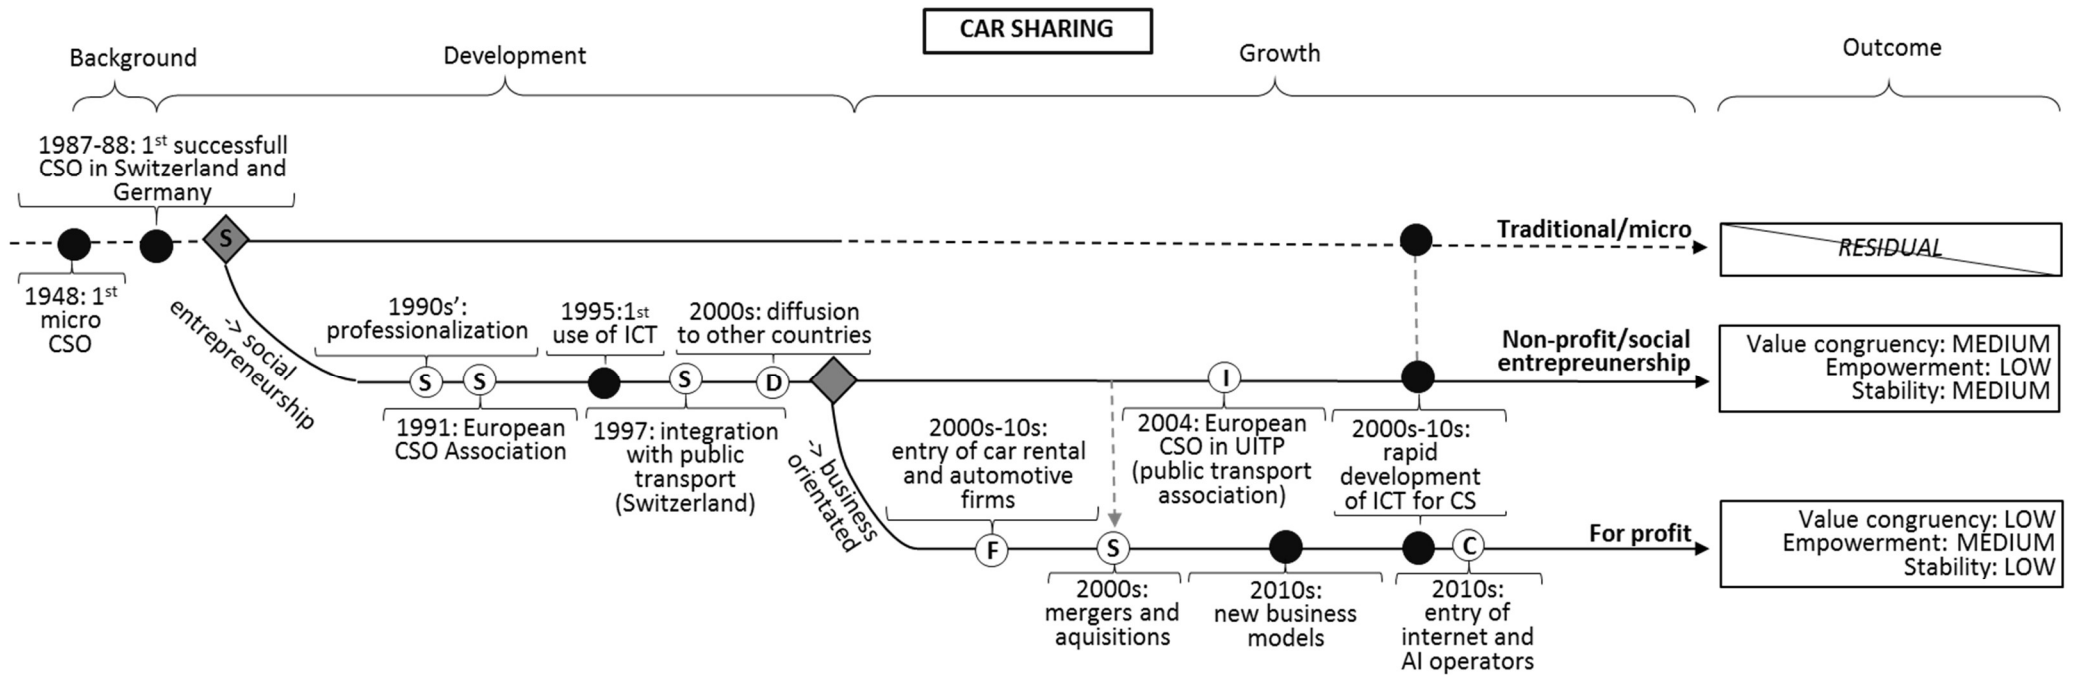 CAR SHARING
Background
Development
Growth
Outcome
1987-88: 1st successfull
CSO in Switzerland and
Germany
S
Traditional/micro
RESIDUAL
1948: 1st
micro
CSO
-> social
entrepreneurship
1990s’:
professionalization
1995:1st
use of ICT
2000s: diffusion
to other countries
S
S
S
D
I
Non-profit/social
entrepreunership
Value congruency: MEDIUM
Empowerment: LOW
Stability: MEDIUM
1991: European
CSO Association
1997: integration
with public
transport
(Switzerland)
-> business
orientated
2000s-10s:
entry of car rental
and automotive
firms
2004: European
CSO in UITP
(public transport
association)
2000s-10s:
rapid
development
of ICT for CS
F
S
C
For profit
Value congruency: LOW
Empowerment: MEDIUM
Stability: LOW
2000s:
mergers and
aquisitions
2010s:
new business
models
2010s:
entry of
internet and
AI operators